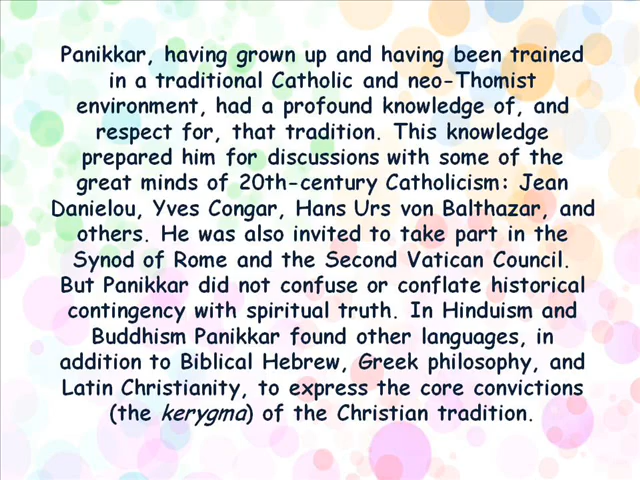 Panikkar, having grown up and having been trained
in a traditional Catholic and neo-Thomist
environment, had a profound knowledge of, and
respect for, that tradition. This knowledge
prepared him for discussions with some of the
great minds of 20th-century Catholicism: Jean
Danielou, Yves Congar, Hans Urs von Balthazar, and
others. He was also invited to take part in the
Synod of Rome and the Second Vatican Council.
But Panikkar did not confuse or conflate historical
contingency with spiritual truth. In Hinduism and
Buddhism Panikkar found other languages, in
addition to Biblical Hebrew, Greek philosophy, and
Latin Christianity, to express the core convictions
(the kerygma) of the Christian tradition.